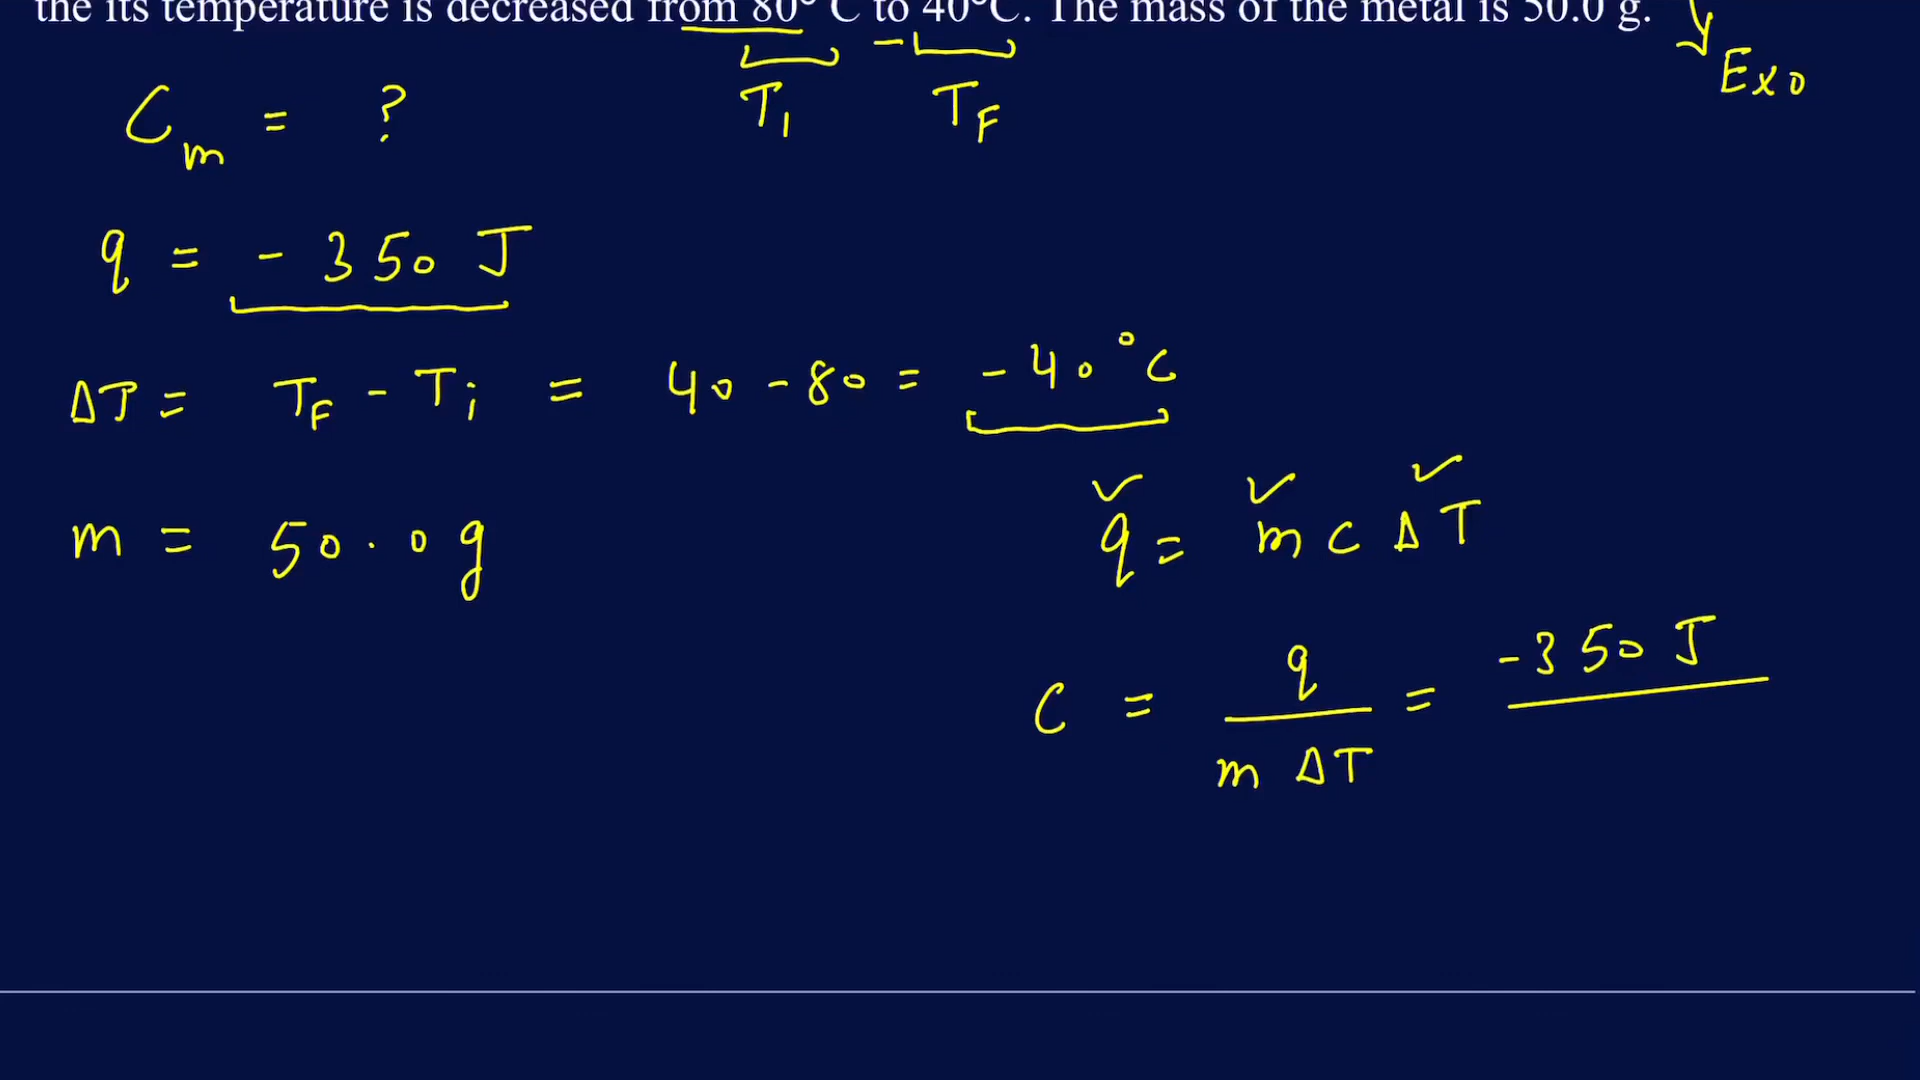 the its temperature is decreased from 80° C to 40°C. The mass of the metal is 50.0 g.
Exo
Ti TF
Cm = ?
q = - 350 J
ΔT = TF - Ti = 40 - 80 = - 40 °C
m = 50.0 g
q = m c ΔT
C = q / m ΔT = -350 J